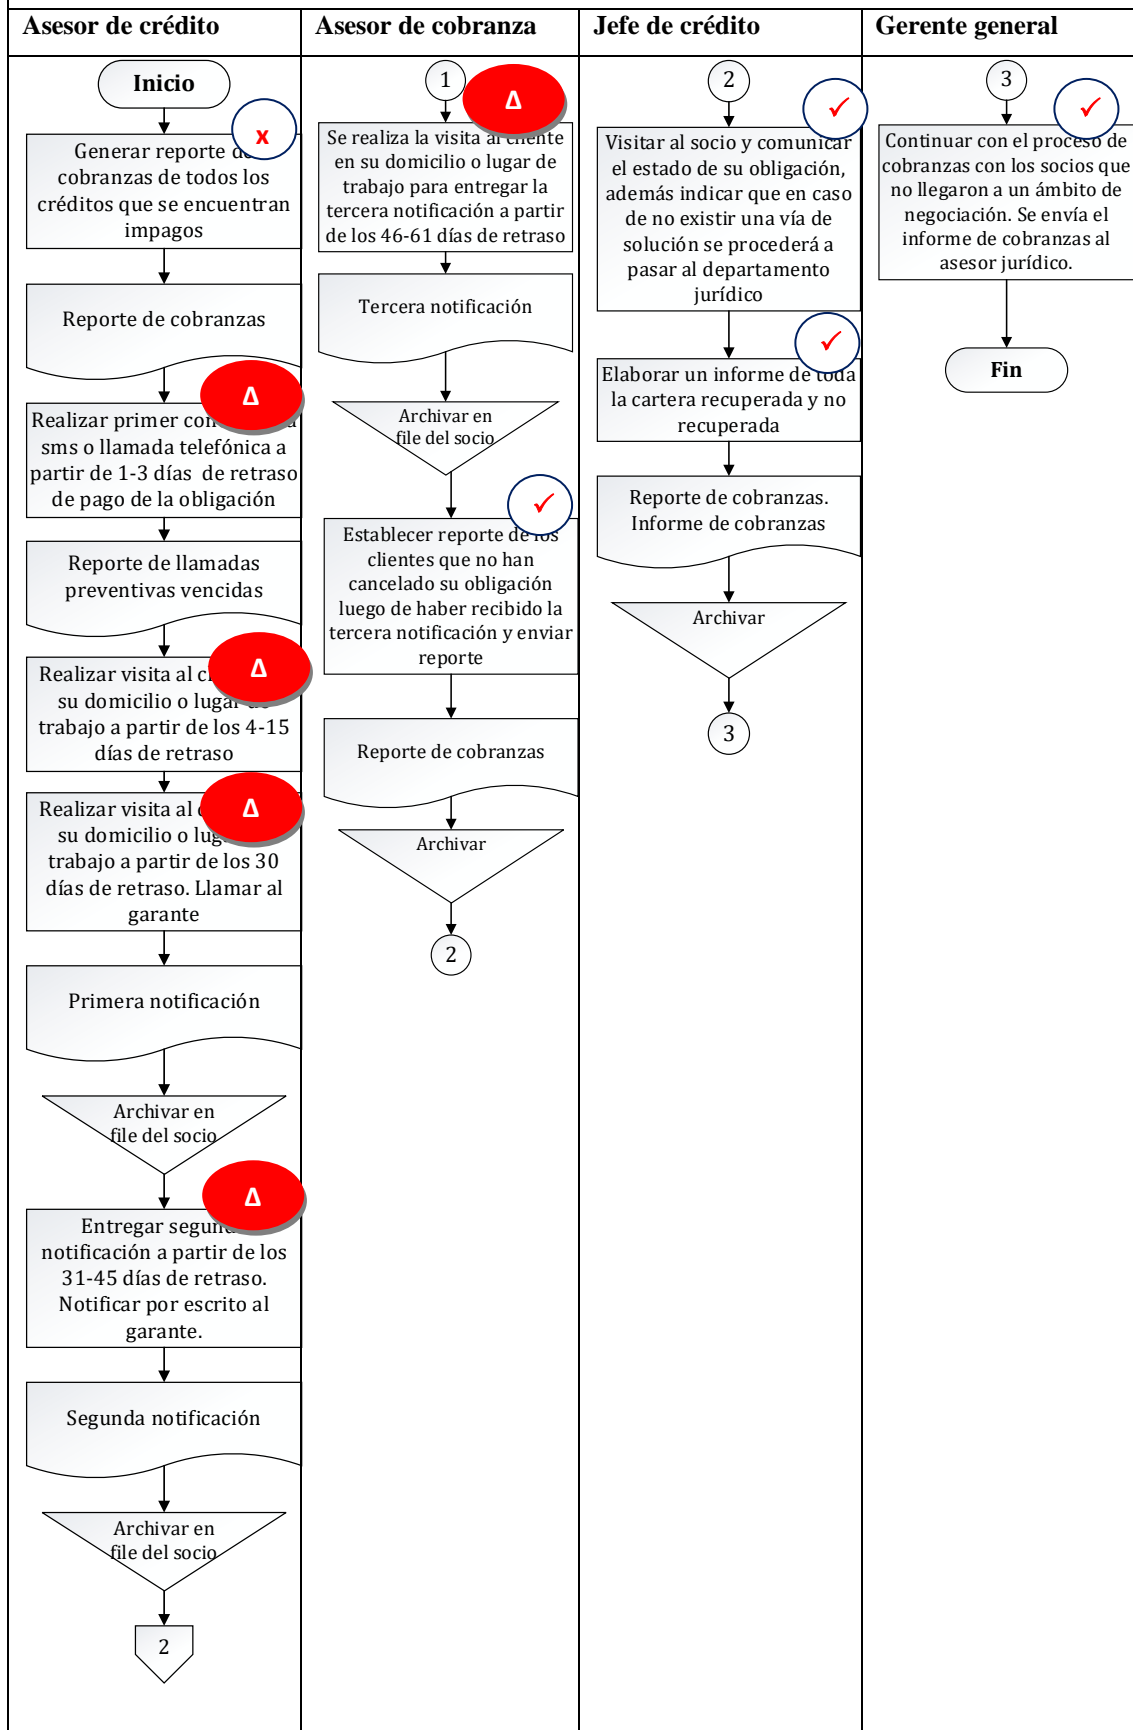 Asesor de crédito
Inicio
x
Generar reporte de
cobranzas de todos los
créditos que se encuentran
impagos
Reporte de cobranzas
Δ
Realizar primer
sms o llamada telefónica a
partir de 1-3 días de retraso
de pago de la obligación
Reporte de llamadas
preventivas vencidas
Δ
Realizar visita al
su domicilio o lugar de
trabajo a partir de los 4-15
días de retraso
Δ
Realizar visita al
su domicilio o
trabajo a partir de los 30
días de retraso. Llamar al
garante
Primera notificación
Archivar en
file del socio
Δ
Entregar
notificación a partir de los
31-45 días de retraso.
Notificar por escrito al
garante.
Segunda notificación
Archivar en
file del socio
2
Asesor de cobranza
1
Δ
Se realiza la visita al cliente
en su domicilio o lugar de
trabajo para entregar la
tercera notificación a partir
de los 46-61 días de retraso
Tercera notificación
Archivar en
file del socio
✓
Establecer reporte de los
clientes que no han
cancelado su obligación
luego de haber recibido la
tercera notificación y enviar
reporte
Reporte de cobranzas
Archivar
2
Jefe de crédito
2
✓
Visitar al socio y comunicar
el estado de su obligación,
además indicar que en caso
de no existir una vía de
solución se procederá a
pasar al departamento
jurídico
✓
Elaborar un informe de toda
la cartera recuperada y no
recuperada
Reporte de cobranzas.
Informe de cobranzas
Archivar
3
Gerente general
3
✓
Continuar con el proceso de
cobranzas con los socios que
no llegaron a un ámbito de
negociación. Se envía el
informe de cobranzas al
asesor jurídico.
Fin